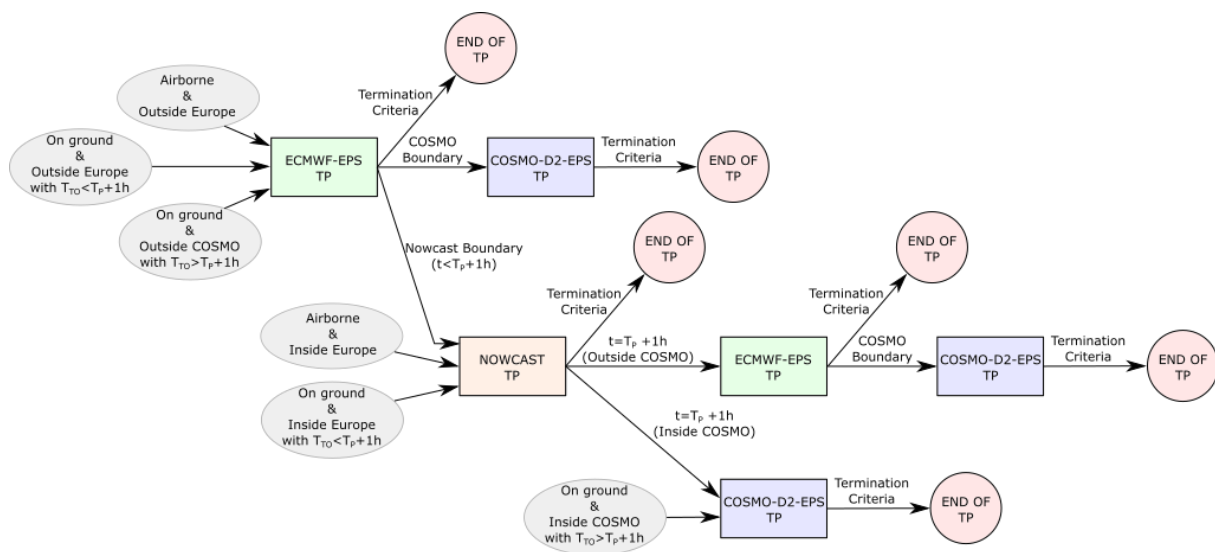 END OF
TP
Airborne
&
Outside Europe
Termination
Criteria
On ground
&
Outside Europe
with T_TO<T_P+1h
ECMWF-EPS
TP
COSMO
Boundary
COSMO-D2-EPS
TP
Termination
Criteria
END OF
TP
On ground
&
Outside COSMO
with T_TO>T_P+1h
Nowcast Boundary
(t<T_P+1h)
END OF
TP
END OF
TP
Airborne
&
Inside Europe
Termination
Criteria
Termination
Criteria
NOWCAST
TP
t=T_P +1h
(Outside COSMO)
ECMWF-EPS
TP
COSMO
Boundary
COSMO-D2-EPS
TP
Termination
Criteria
END OF
TP
On ground
&
Inside Europe
with T_TO<T_P+1h
t=T_P +1h
(Inside COSMO)
On ground
&
Inside COSMO
with T_TO>T_P+1h
COSMO-D2-EPS
TP
Termination
Criteria
END OF
TP